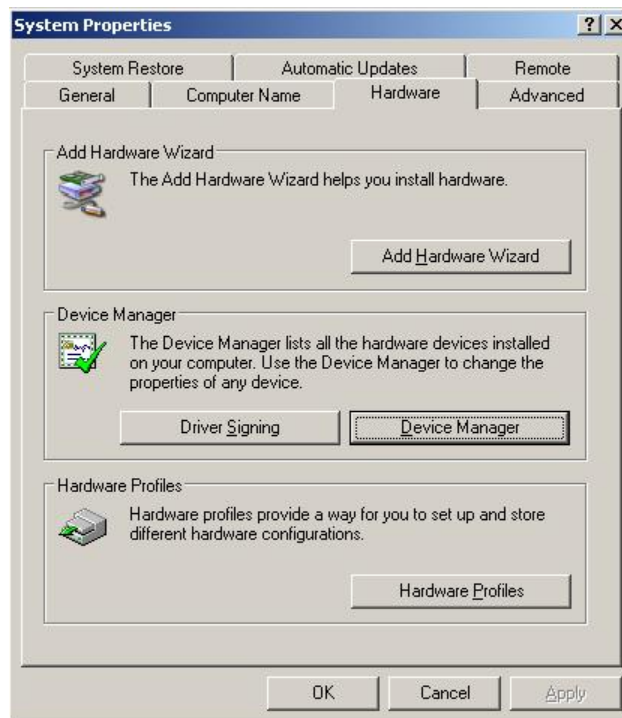 System Properties
System Restore Automatic Updates Remote
General Computer Name Hardware Advanced
Add Hardware Wizard
The Add Hardware Wizard helps you install hardware.
Add Hardware Wizard
Device Manager
The Device Manager lists all the hardware devices installed
on your computer. Use the Device Manager to change the
properties of any device.
Driver Signing Device Manager
Hardware Profiles
Hardware profiles provide a way for you to set up and store
different hardware configurations.
Hardware Profiles
OK Cancel Apply